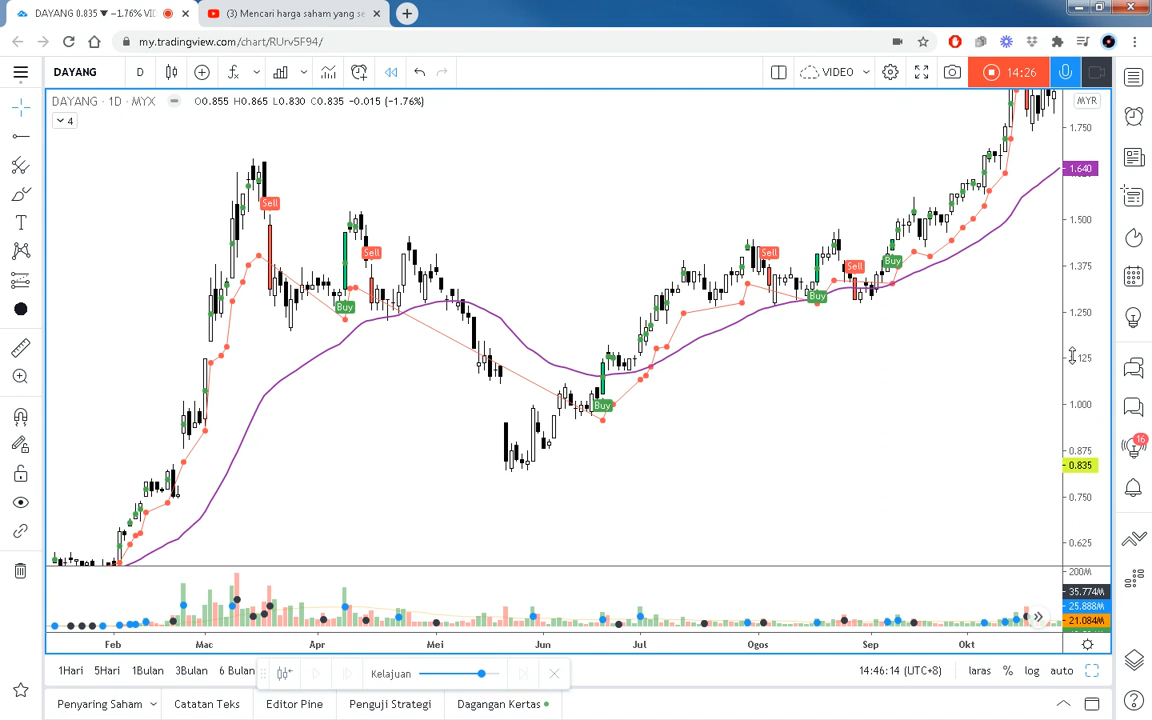 DAYANG 0.835 ▼ −1.76% VI
(3) Mencari harga saham yang se
my.tradingview.com/chart/RUrv5F94/
DAYANG D VIDEO 14:26
DAYANG · 1D · MYX O0.855 H0.865 L0.830 C0.835 −0.015 (−1.76%)
MYR
4
1.750
1.640
Sell
1.500
Sell
Sell
Buy
Sell
1.375
Buy
Buy
1.250
1.125
Buy
1.000
0.875
0.835
0.750
0.625
200M
35.774M
25.888M
21.084M
Feb Mac Apr Mei Jun Jul Ogos Sep Okt
1Hari 5Hari 1Bulan 3Bulan 6 Bulan Kelajuan 14:46:14 (UTC+8) laras % log auto
Penyaring Saham Catatan Teks Editor Pine Penguji Strategi Dagangan Kertas
16